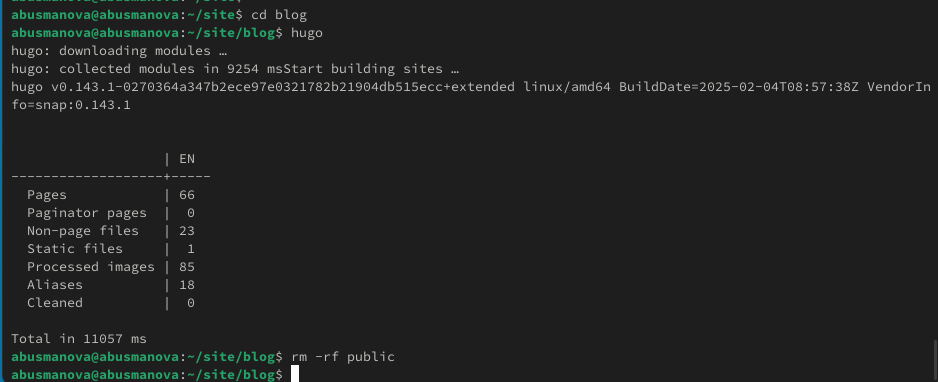 abusmanova@abusmanova:~/site$ cd blog
abusmanova@abusmanova:~/site/blog$ hugo
hugo: downloading modules …
hugo: collected modules in 9254 msStart building sites …
hugo v0.143.1-0270364a347b2ece97e0321782b21904db515ecc+extended linux/amd64 BuildDate=2025-02-04T08:57:38Z VendorIn
fo=snap:0.143.1
| EN
-------------------+-----
Pages | 66
Paginator pages | 0
Non-page files | 23
Static files | 1
Processed images | 85
Aliases | 18
Cleaned | 0
Total in 11057 ms
abusmanova@abusmanova:~/site/blog$ rm -rf public
abusmanova@abusmanova:~/site/blog$